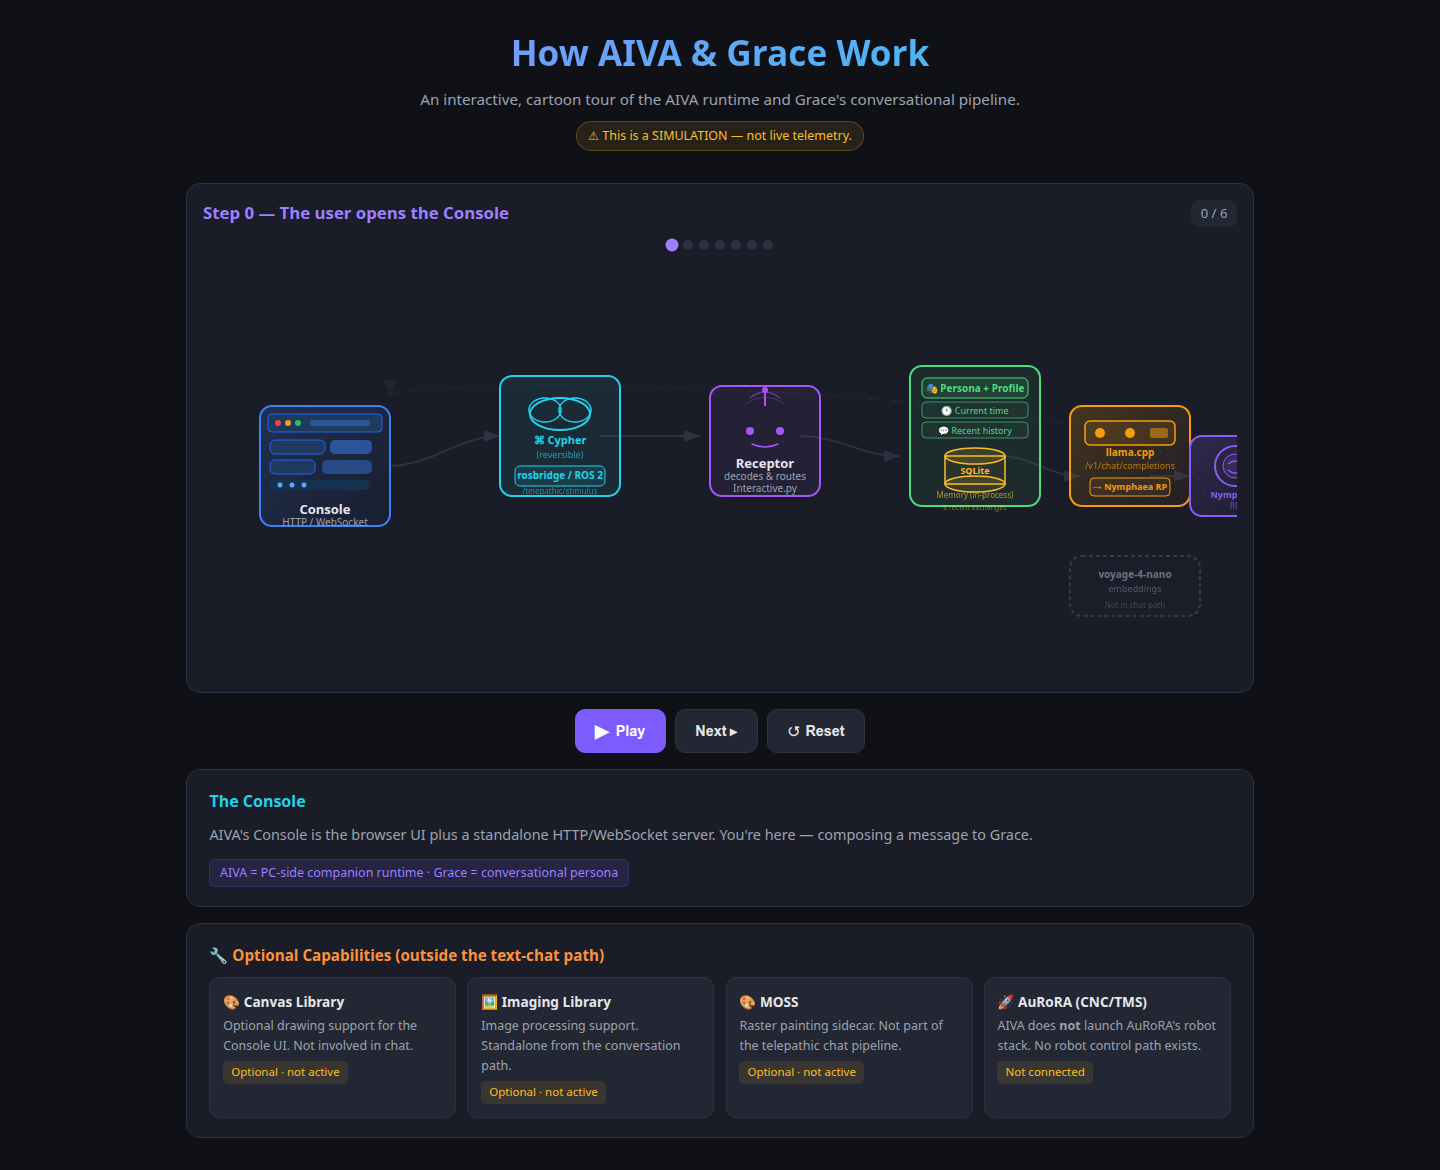 How AIVA & Grace Work
An interactive, cartoon tour of the AIVA runtime and Grace's conversational pipeline.
⚠ This is a SIMULATION — not live telemetry.
Step 0 — The user opens the Console
0 / 6
Console
HTTP / WebSocket
⌘ Cypher
(reversible)
rosbridge / ROS 2
/telepathic/stimulus
Receptor
decodes & routes
Interactive.py
🎭 Persona + Profile
🕐 Current time
💬 Recent history
SQLite
Memory (in-process)
llama.cpp
/v1/chat/completions
→ Nymphaea RP
Nymp
voyage-4-nano
embeddings
Not in chat path
▶ Play
Next ▸
↺ Reset
The Console
AIVA's Console is the browser UI plus a standalone HTTP/WebSocket server. You're here — composing a message to Grace.
AIVA = PC-side companion runtime · Grace = conversational persona
🔧 Optional Capabilities (outside the text-chat path)
🎨 Canvas Library
Optional drawing support for the
Console UI. Not involved in chat.
Optional · not active
🖼️ Imaging Library
Image processing support.
Standalone from the conversation
path.
Optional · not active
🎨 MOSS
Raster painting sidecar. Not part of
the telepathic chat pipeline.
Optional · not active
🚀 AuRoRA (CNC/TMS)
AIVA does not launch AuRoRA's robot
stack. No robot control path exists.
Not connected